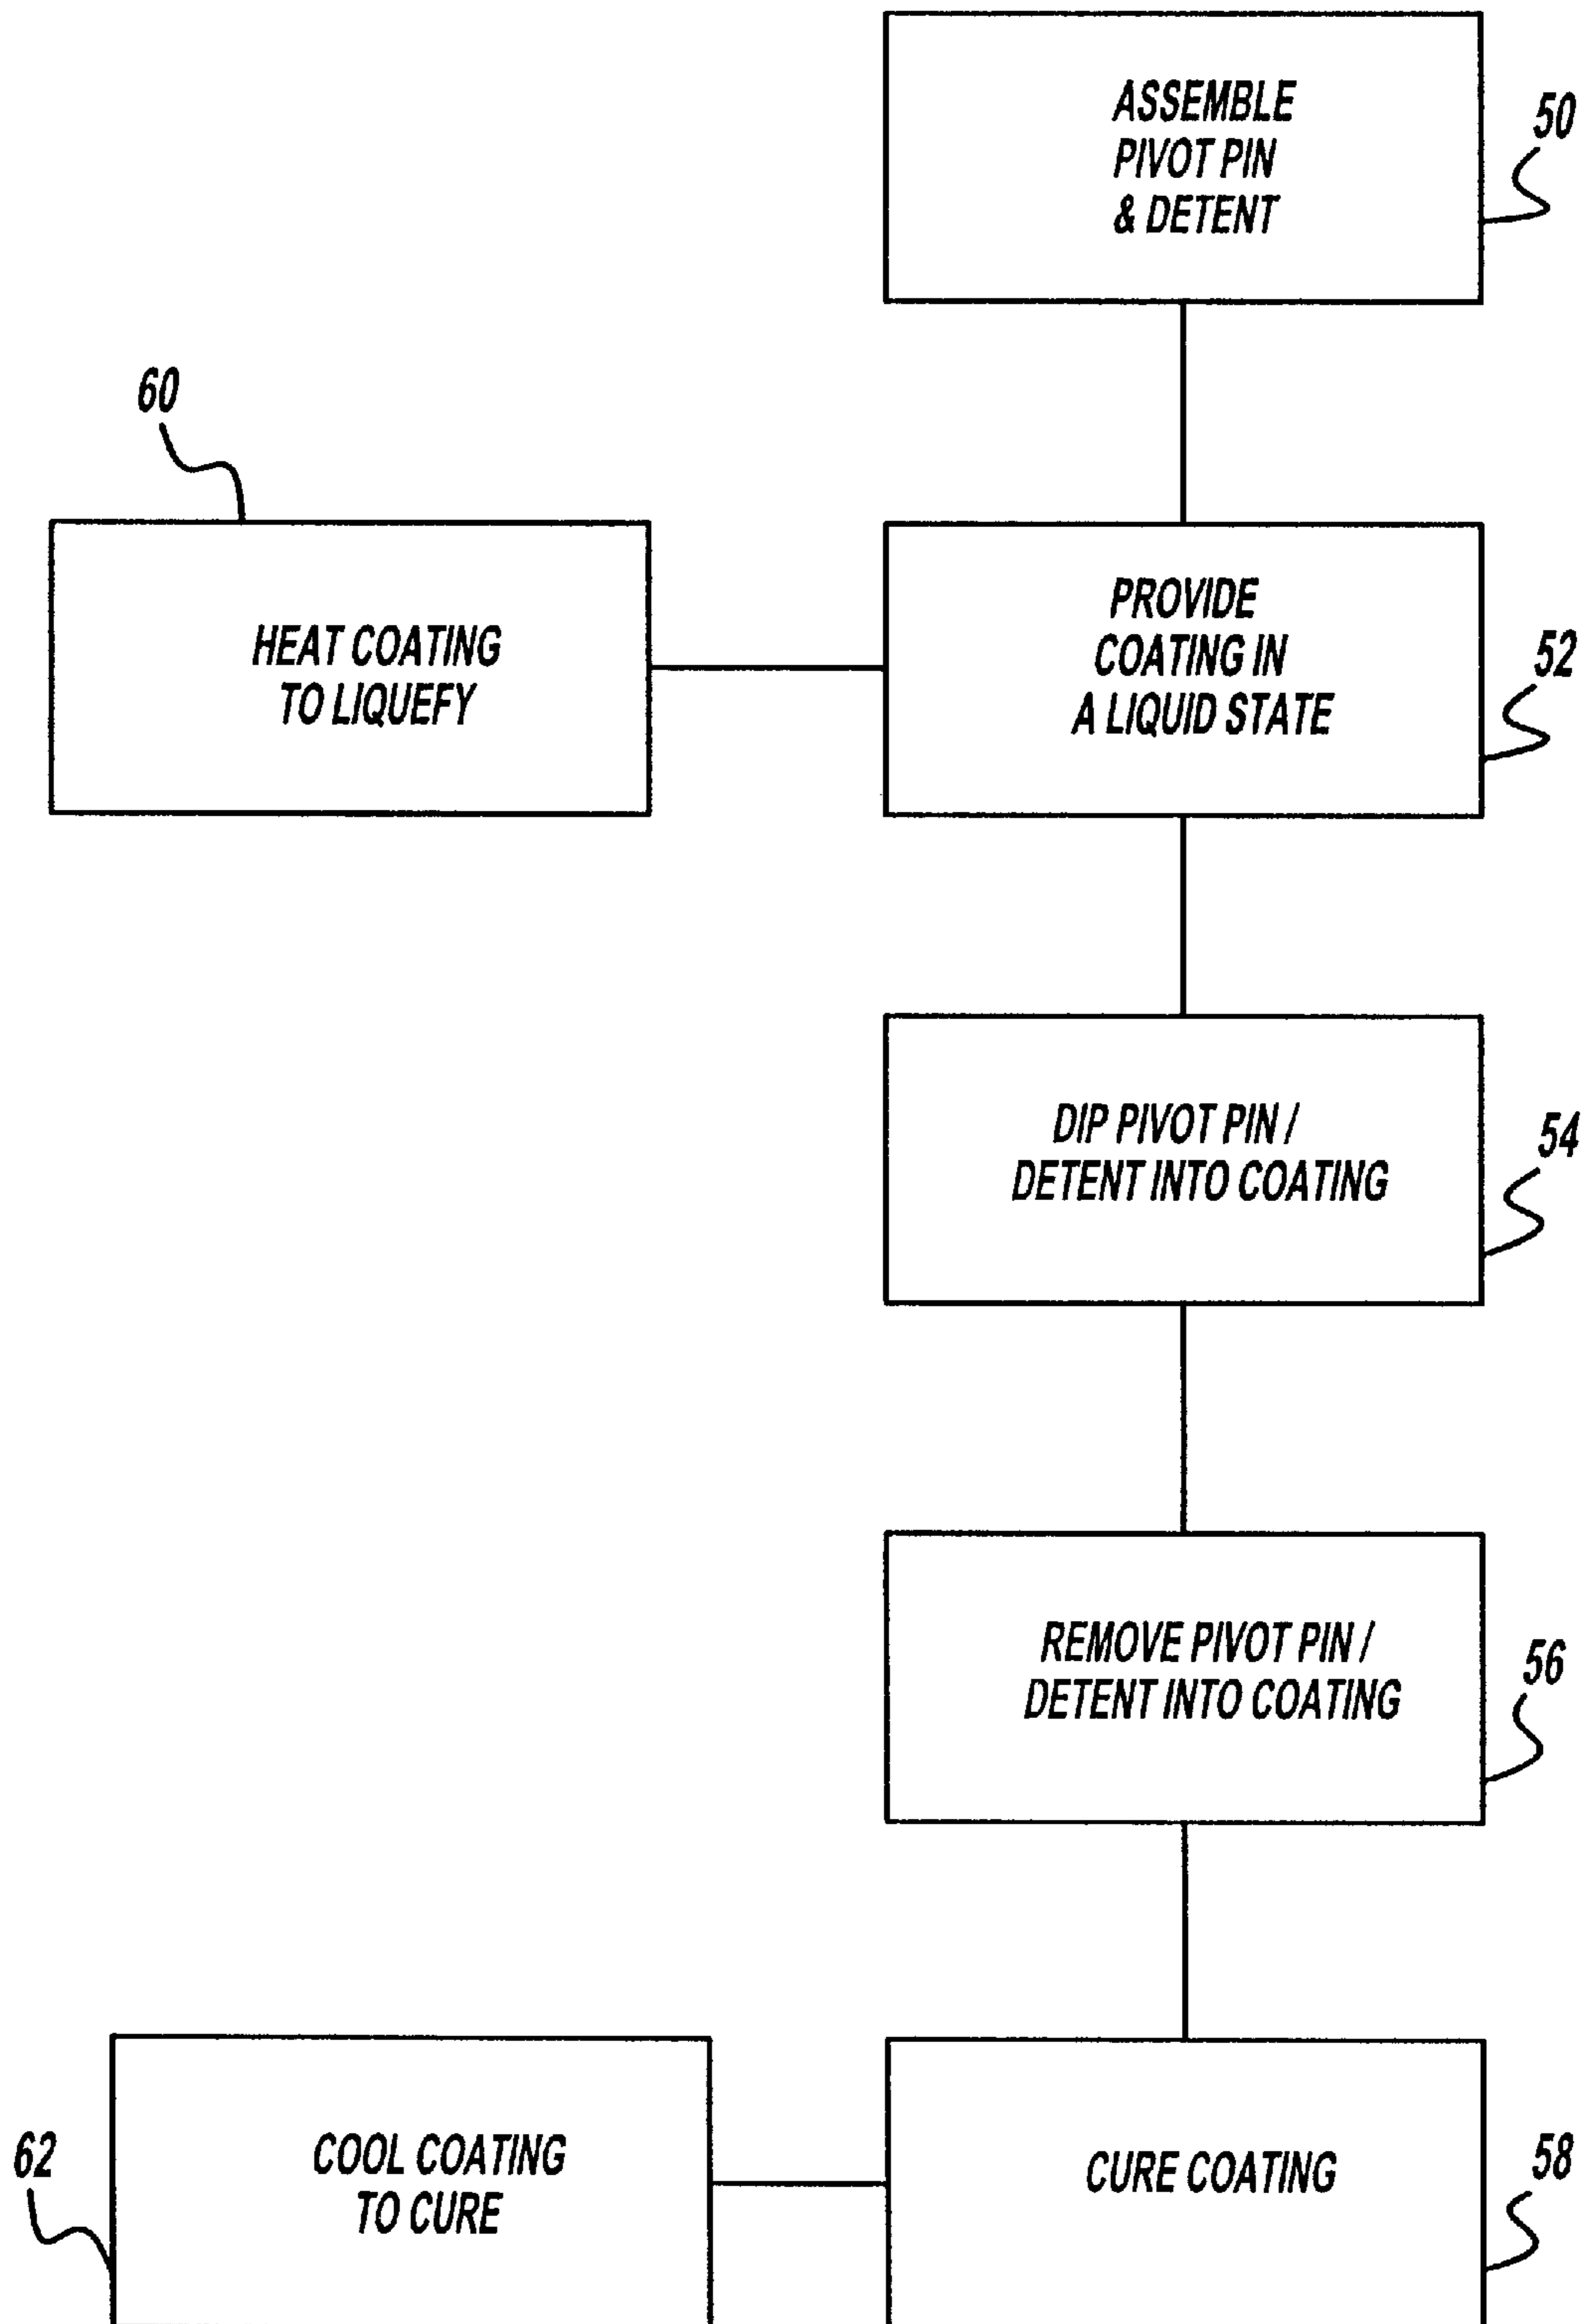 ASSEMBLE
PIVOT PIN
& DETENT
50
60
HEAT COATING
TO LIQUEFY
PROVIDE
COATING IN
A LIQUID STATE
52
DIP PIVOT PIN /
DETENT INTO COATING
54
REMOVE PIVOT PIN /
DETENT INTO COATING
56
62
COOL COATING
TO CURE
CURE COATING
58